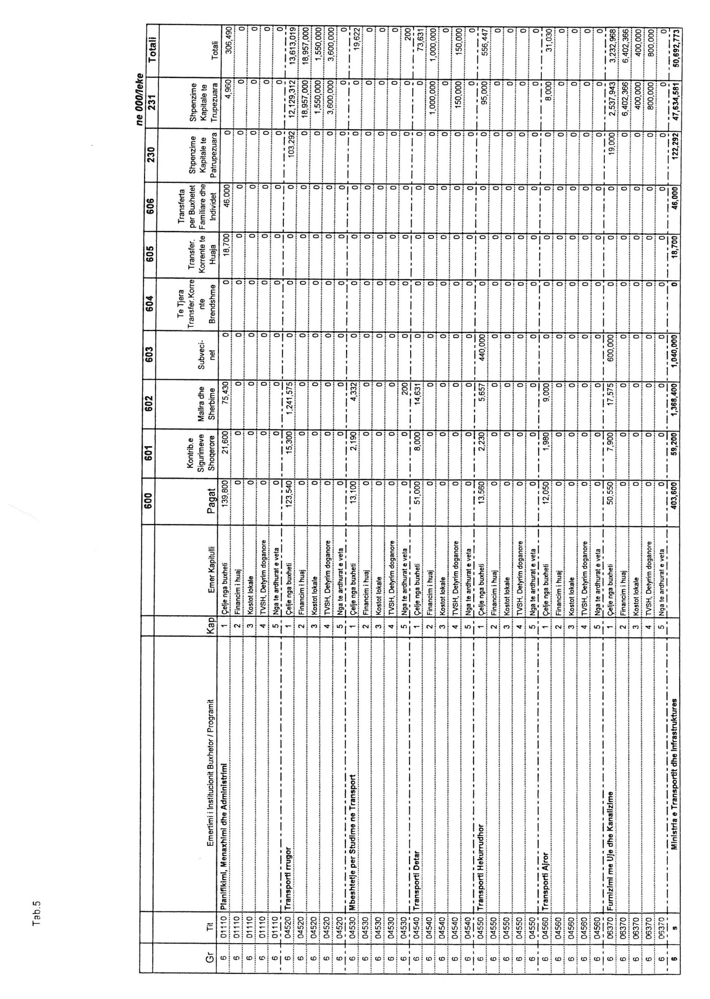 Tab.5
ne 000/leke
600 601 602 603 604 605 606 230 231 Totali
Gr Tit Emertimi i Institucionit Buxhetor / Programit Kap Emer Kapitulli Pagat Kontrib.e Sigurimeve Shoqerore Mallra dhe Sherbime Subveci-net Te Tjera Transfer.Korrente Brendshme Transfer. Korrente te Huaja Transferta per Buxhetet Familiare dhe Individet Shpenzime Kapitale te Patrupezuara Shpenzime Kapitale te Trupezuara Totali
6 01110 Planifikimi, Menaxhimi dhe Administrimi 1 Çelje nga buxheti 139,800 21,600 75,430 0 0 18,700 46,000 0 4,960 306,490
6 01110 2 Financim i huaj 0 0 0 0 0 0 0 0 0 0
6 01110 3 Kostot lokale 0 0 0 0 0 0 0 0 0 0
6 01110 4 TVSH, Detyrim doganore 0 0 0 0 0 0 0 0 0 0
6 01110 5 Nga te ardhurat e veta 0 0 0 0 0 0 0 0 0 0
6 04520 Transporti rrugor 1 Çelje nga buxheti 123,540 15,300 1,241,575 0 0 0 0 103,292 12,129,312 13,613,019
6 04520 2 Financim i huaj 0 0 0 0 0 0 0 0 18,957,000 18,957,000
6 04520 3 Kostot lokale 0 0 0 0 0 0 0 0 1,550,000 1,550,000
6 04520 4 TVSH, Detyrim doganore 0 0 0 0 0 0 0 0 3,600,000 3,600,000
6 04520 5 Nga te ardhurat e veta 0 0 0 0 0 0 0 0 0 0
6 04530 Mbeshtetje per Studime ne Transport 1 Çelje nga buxheti 13,100 2,190 4,332 0 0 0 0 0 0 19,622
6 04530 2 Financim i huaj 0 0 0 0 0 0 0 0 0 0
6 04530 3 Kostot lokale 0 0 0 0 0 0 0 0 0 0
6 04530 4 TVSH, Detyrim doganore 0 0 0 0 0 0 0 0 0 0
6 04530 5 Nga te ardhurat e veta 0 0 200 0 0 0 0 0 0 200
6 04540 Transporti Detar 1 Çelje nga buxheti 51,000 8,000 14,631 0 0 0 0 0 0 73,631
6 04540 2 Financim i huaj 0 0 0 0 0 0 0 0 1,000,000 1,000,000
6 04540 3 Kostot lokale 0 0 0 0 0 0 0 0 0 0
6 04540 4 TVSH, Detyrim doganore 0 0 0 0 0 0 0 0 150,000 150,000
6 04540 5 Nga te ardhurat e veta 0 0 0 0 0 0 0 0 0 0
6 04550 Transporti Hekurrudhor 1 Çelje nga buxheti 13,560 2,230 5,657 440,000 0 0 0 0 95,000 556,447
6 04550 2 Financim i huaj 0 0 0 0 0 0 0 0 0 0
6 04550 3 Kostot lokale 0 0 0 0 0 0 0 0 0 0
6 04550 4 TVSH, Detyrim doganore 0 0 0 0 0 0 0 0 0 0
6 04550 5 Nga te ardhurat e veta 0 0 0 0 0 0 0 0 0 0
6 04560 Transporti Ajror 1 Çelje nga buxheti 12,050 1,980 9,000 0 0 0 0 0 8,000 31,030
6 04560 2 Financim i huaj 0 0 0 0 0 0 0 0 0 0
6 04560 3 Kostot lokale 0 0 0 0 0 0 0 0 0 0
6 04560 4 TVSH, Detyrim doganore 0 0 0 0 0 0 0 0 0 0
6 04560 5 Nga te ardhurat e veta 0 0 0 0 0 0 0 0 0 0
6 06370 Furnizimi me Uje dhe Kanalizime 1 Çelje nga buxheti 50,550 7,900 17,575 600,000 0 0 0 19,000 2,537,943 3,232,968
6 06370 2 Financim i huaj 0 0 0 0 0 0 0 0 6,402,366 6,402,366
6 06370 3 Kostot lokale 0 0 0 0 0 0 0 0 400,000 400,000
6 06370 4 TVSH, Detyrim doganore 0 0 0 0 0 0 0 0 800,000 800,000
6 06370 5 Nga te ardhurat e veta 0 0 0 0 0 0 0 0 0 0
6 s Ministria e Transportit dhe Infrastruktures 403,600 59,200 1,368,400 1,040,000 0 18,700 46,000 122,292 47,634,581 50,692,773